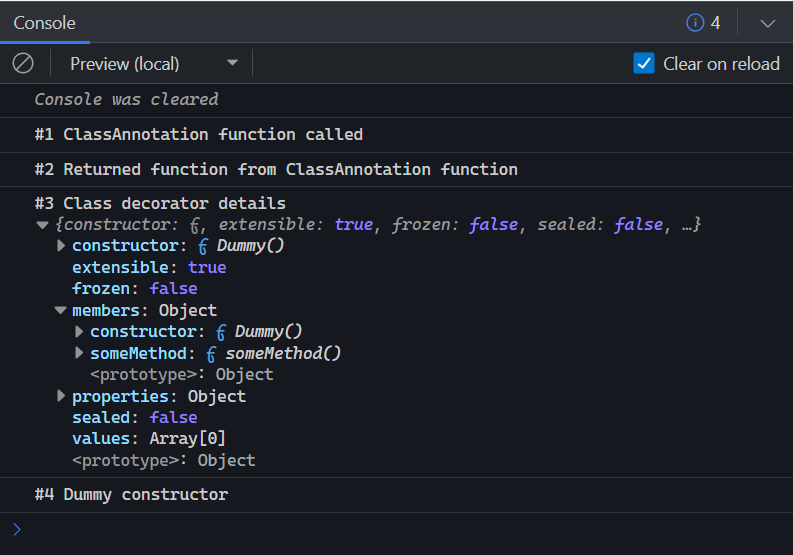 Console
4
Preview (local)
Clear on reload
Console was cleared
#1 ClassAnnotation function called
#2 Returned function from ClassAnnotation function
#3 Class decorator details
{constructor: ƒ, extensible: true, frozen: false, sealed: false, …}
constructor: ƒ Dummy()
extensible: true
frozen: false
members: Object
constructor: ƒ Dummy()
someMethod: ƒ someMethod()
<prototype>: Object
properties: Object
sealed: false
values: Array[0]
<prototype>: Object
#4 Dummy constructor